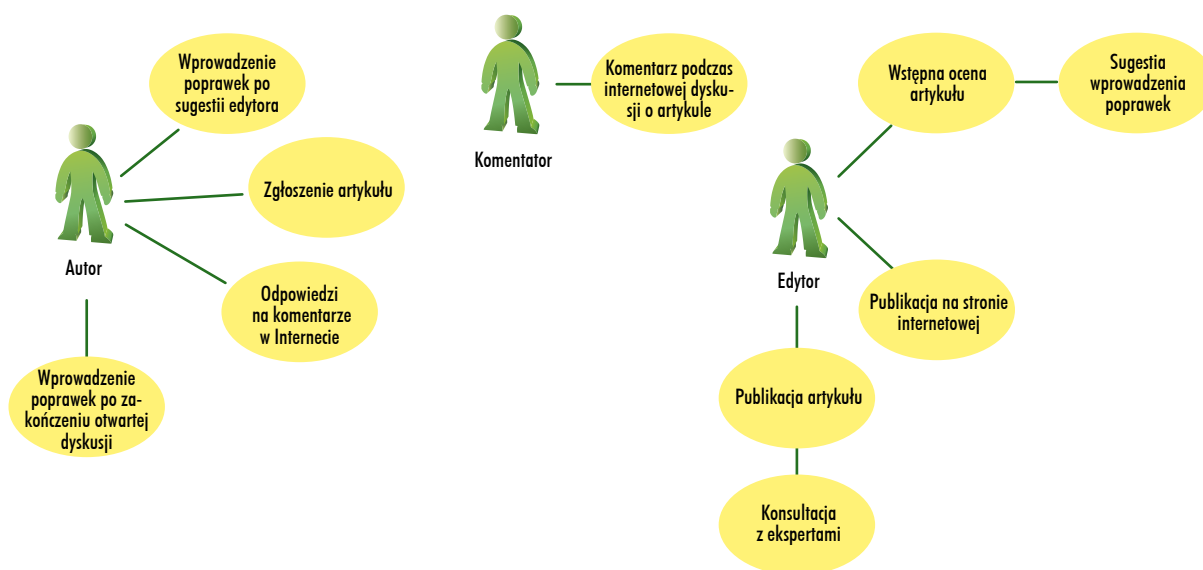 Wprowadzenie
poprawek po
sugestii edytora
Zgłoszenie artykułu
Autor
Odpowiedzi
na komentarze
w Internecie
Wprowadzenie
poprawek po za-
kończeniu otwartej
dyskusji
Komentator
Komentarz podczas
internetowej dysku-
sji o artykule
Wstępna ocena
artykułu
Sugestia
wprowadzenia
poprawek
Edytor
Publikacja na stronie
internetowej
Publikacja artykułu
Konsultacja
z ekspertami